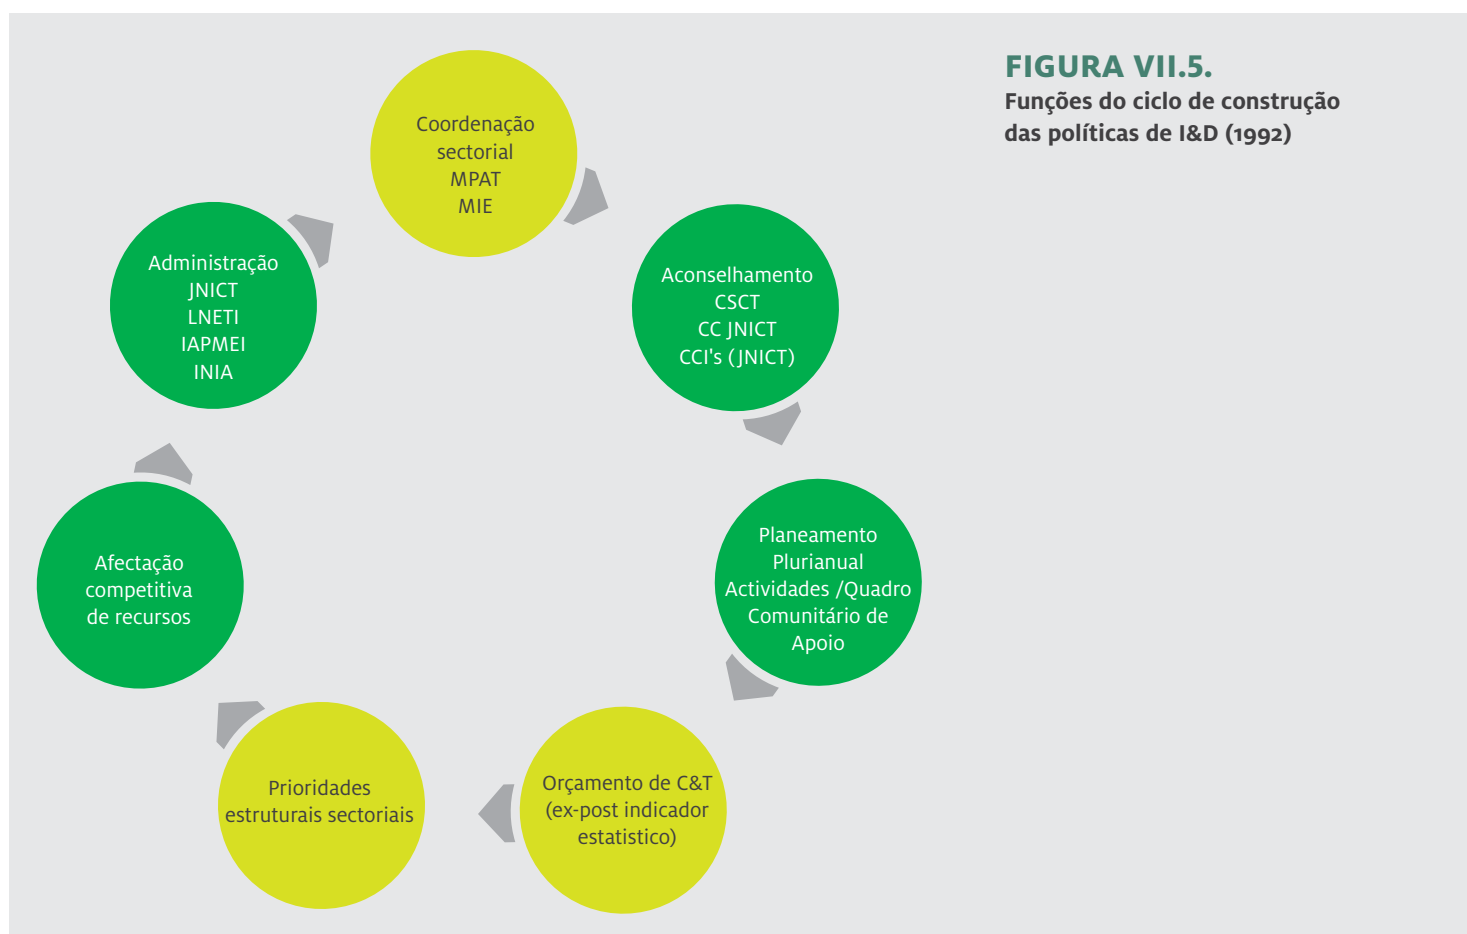 FIGURA VII.5.
Funções do ciclo de construção
das políticas de I&D (1992)
Coordenação
sectorial
MPAT
MIE
Aconselhamento
CSCT
CC JNICT
CCI's (JNICT)
Planeamento
Plurianual
Actividades /Quadro
Comunitário de
Apoio
Orçamento de C&T
(ex-post indicador
estatistico)
Prioridades
estruturais sectoriais
Afectação
competitiva
de recursos
Administração
JNICT
LNETI
IAPMEI
INIA